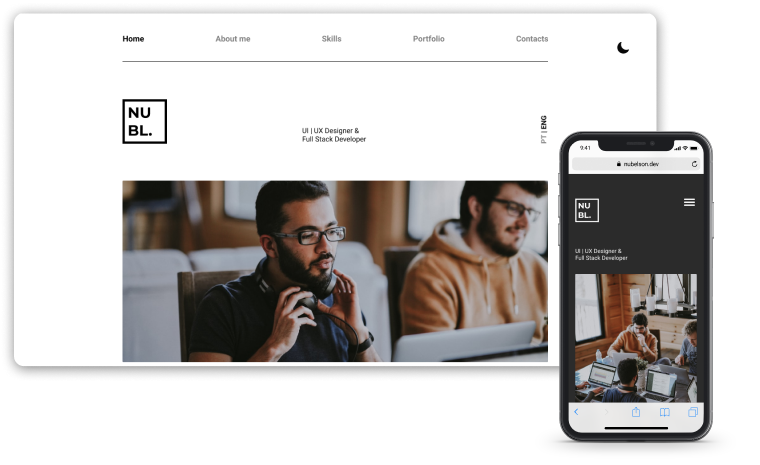 Home
About me
Skills
Portfolio
Contacts
NU
BL.
UI | UX Designer &
Full Stack Developer
PT | ENG
9:41
nubelson.dev
NU
BL.
UI | UX Designer &
Full Stack Developer